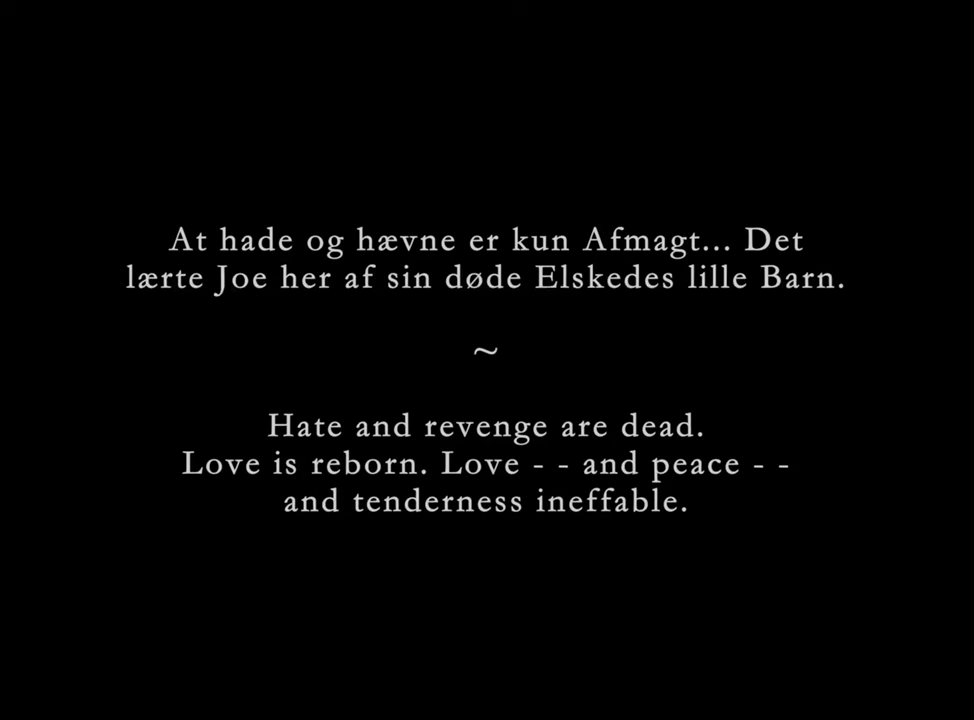 At hade og hævne er kun Afmagt... Det
lærte Joe her af sin døde Elskedes lille Barn.
~
Hate and revenge are dead.
Love is reborn. Love - - and peace - -
and tenderness ineffable.